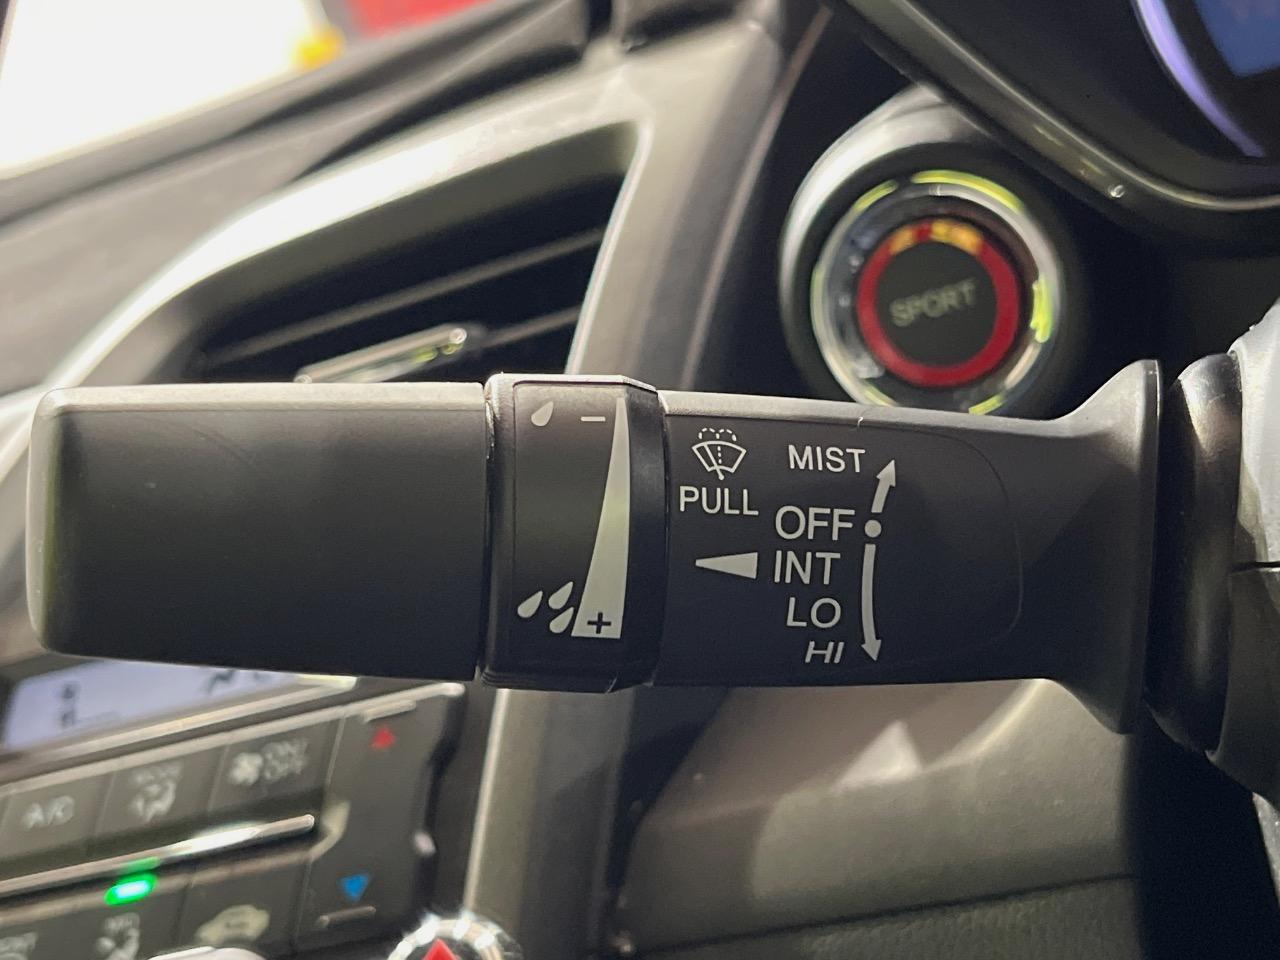 SPORT
−
MIST
PULL
OFF
INT
LO
+
HI
A/C